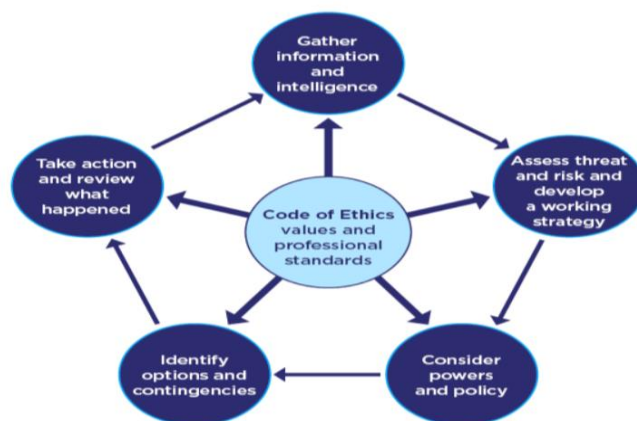 Gather
information
and
intelligence
Take action
and review
what
happened
Assess threat
and risk and
develop
a working
strategy
Code of Ethics
values and
professional
standards
Identify
options and
contingencies
Consider
powers
and policy